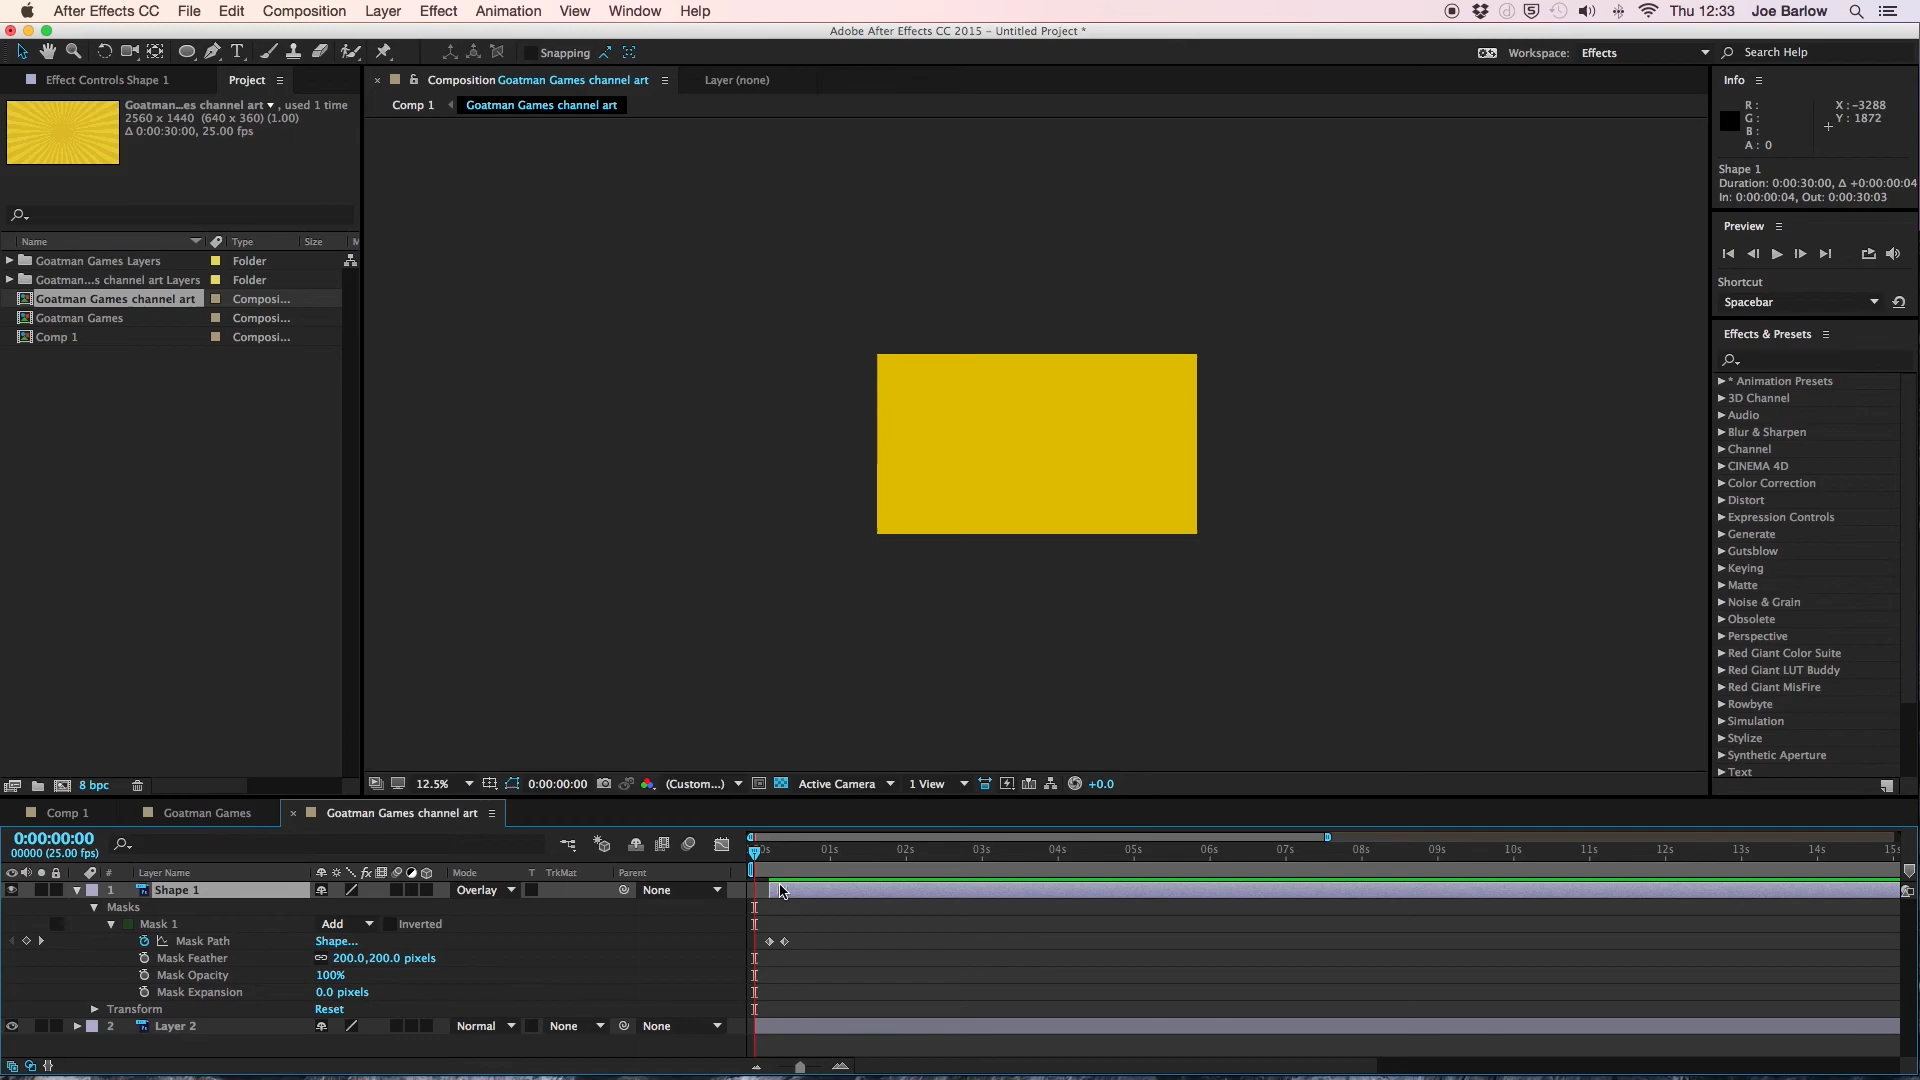 After Effects CC File Edit Composition Layer Effect Animation View Window Help Thu 12:33 Joe Barlow
Adobe After Effects CC 2015 - Untitled Project *
Snapping Workspace: Effects Search Help
Effect Controls Shape 1 Project
Composition Goatman Games channel art Layer (none)
Info
Comp 1 Goatman Games channel art
Goatman...es channel art ▾ , used 1 time
2560 x 1440 (640 x 360) (1.00)
Δ 0:00:30:00, 25.00 fps
R: X: -3288
G: Y: 1872
B:
A: 0
Shape 1
Duration: 0:00:30:00, Δ +0:00:00:04
In: 0:00:00:04, Out: 0:00:30:03
Preview
Shortcut
Spacebar
Name Type Size M
Goatman Games Layers Folder
Goatman...s channel art Layers Folder
Goatman Games channel art Composi...
Goatman Games Composi...
Comp 1 Composi...
Effects & Presets
* Animation Presets
3D Channel
Audio
Blur & Sharpen
Channel
CINEMA 4D
Color Correction
Distort
Expression Controls
Generate
Gutsblow
Keying
Matte
Noise & Grain
Obsolete
Perspective
Red Giant Color Suite
Red Giant LUT Buddy
Red Giant MisFire
Rowbyte
Simulation
Stylize
Synthetic Aperture
Text
8 bpc
12.5% 0:00:00:00 (Custom...) Active Camera 1 View +0.0
Comp 1 Goatman Games Goatman Games channel art
0:00:00:00
00000 (25.00 fps)
00s 01s 02s 03s 04s 05s 06s 07s 08s 09s 10s 11s 12s 13s 14s 15s
# Layer Name Mode T TrkMat Parent
1 Shape 1 Overlay None
Masks
Mask 1 Add Inverted
Mask Path Shape...
Mask Feather 200.0,200.0 pixels
Mask Opacity 100%
Mask Expansion 0.0 pixels
Transform Reset
2 Layer 2 Normal None None